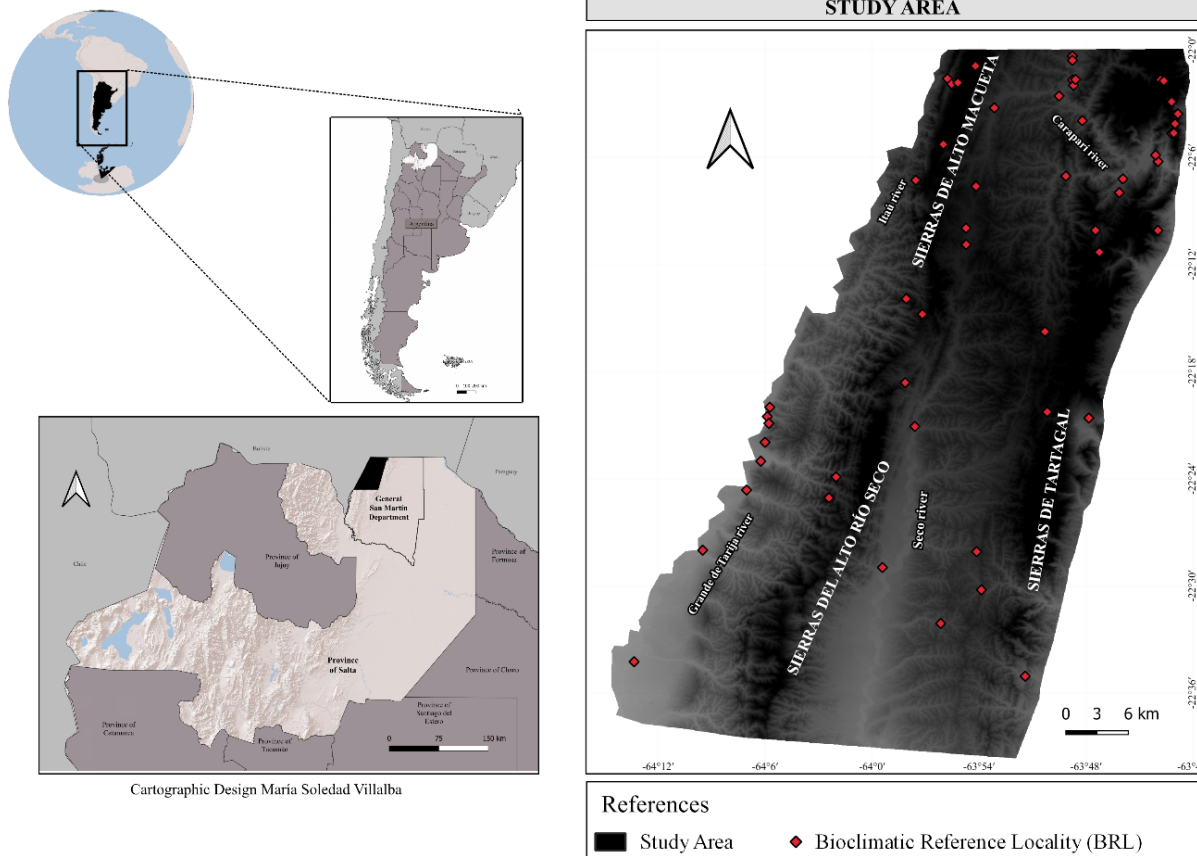 STUDY AREA
Argentina
0 100 200 km
Bolivia
Paraguay
Chile
General
San Martín
Department
Province of
Jujuy
Province of
Formosa
Province
of Salta
Province of Chaco
Province of
Santiago del
Estero
Province of
Catamarca
Province of
Tucumán
0 75 150 km
Cartographic Design María Soledad Villalba
SIERRAS DE ALTO MACUETA
Carapari river
Itaú river
SIERRAS DE TARTAGAL
SIERRAS DEL ALTO RÍO SECO
Seco river
Grande de Tarija river
-22°0'
-22°6'
-22°12'
-22°18'
-22°24'
-22°30'
-22°36'
0 3 6 km
-64°12'
-64°6'
-64°0'
-63°54'
-63°48'
References
Study Area
Bioclimatic Reference Locality (BRL)